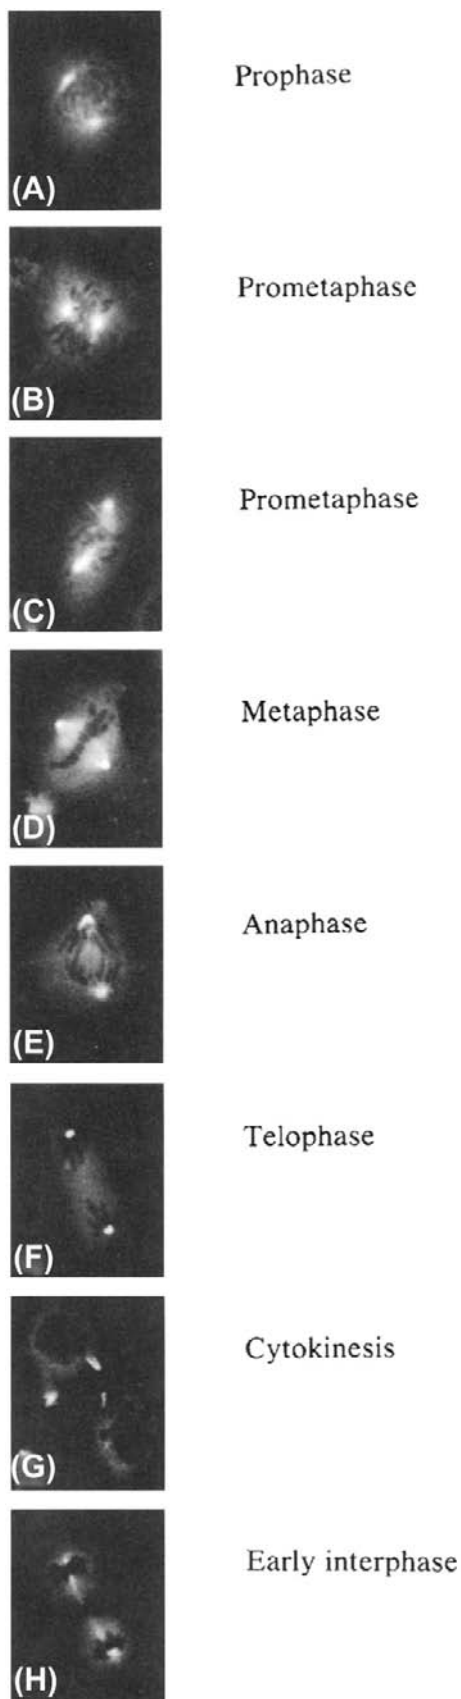 Prophase
(A)
Prometaphase
(B)
Prometaphase
(C)
Metaphase
(D)
Anaphase
(E)
Telophase
(F)
Cytokinesis
(G)
Early interphase
(H)